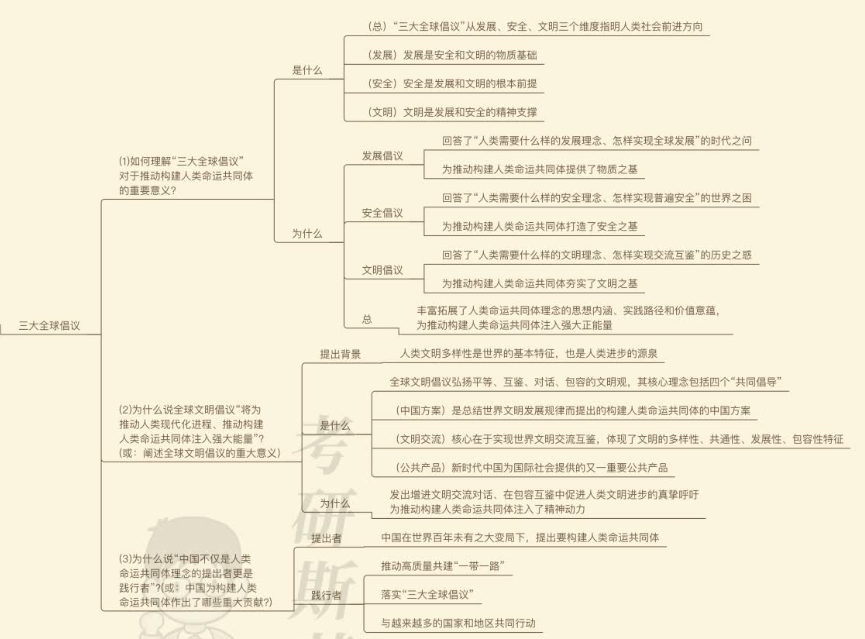 三大全球倡议
(1)如何理解“三大全球倡议”
对于推动构建人类命运共同体
的重要意义?
是什么
(总)“三大全球倡议”从发展、安全、文明三个维度指明人类社会前进方向
(发展)发展是安全和文明的物质基础
(安全)安全是发展和文明的根本前提
(文明)文明是发展和安全的精神支撑
为什么
发展倡议
回答了“人类需要什么样的发展理念、怎样实现全球发展”的时代之问
为推动构建人类命运共同体提供了物质之基
安全倡议
回答了“人类需要什么样的安全理念、怎样实现普遍安全”的世界之困
为推动构建人类命运共同体打造了安全之基
文明倡议
回答了“人类需要什么样的文明理念、怎样实现交流互鉴”的历史之惑
为推动构建人类命运共同体夯实了文明之基
总
丰富拓展了人类命运共同体理念的思想内涵、实践路径和价值意蕴,
为推动构建人类命运共同体注入强大正能量
(2)为什么说全球文明倡议“将为
推动人类现代化进程、推动构建
人类命运共同体注入强大能量”?
(或: 阐述全球文明倡议的重大意义)
提出背景
人类文明多样性是世界的基本特征, 也是人类进步的源泉
是什么
全球文明倡议弘扬平等、互鉴、对话、包容的文明观, 其核心理念包括四个“共同倡导”
(中国方案)是总结世界文明发展规律而提出的构建人类命运共同体的中国方案
(文明交流)核心在于实现世界文明交流互鉴, 体现了文明的多样性、共通性、发展性、包容性特征
(公共产品)新时代中国为国际社会提供的又一重要公共产品
为什么
发出增进文明交流对话、在包容互鉴中促进人类文明进步的真挚呼吁
为推动构建人类命运共同体注入了精神动力
(3)为什么说“中国不仅是人类
命运共同体理念的提出者更是
践行者”?(或: 中国为构建人类
命运共同体作出了哪些重大贡献?)
提出者
中国在世界百年未有之大变局下, 提出要构建人类命运共同体
践行者
推动高质量共建“一带一路”
落实“三大全球倡议”
与越来越多的国家和地区共同行动
考研斯